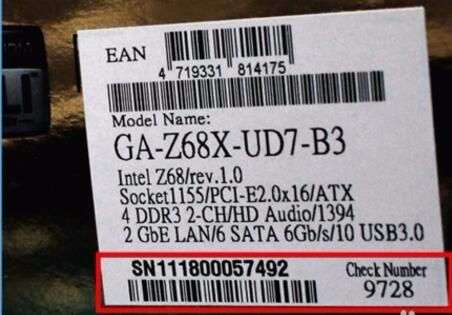 EAN
4 719331 814175
Model Name:
GA-Z68X-UD7-B3
Intel Z68/rev.1.0
Socket1155/PCI-E2.0x16/ATX
4 DDR3 2-CH/HD Audio/1394
2 GbE LAN/6 SATA 6Gb/s/10 USB3.0
SN111800057492
Check Number
9728